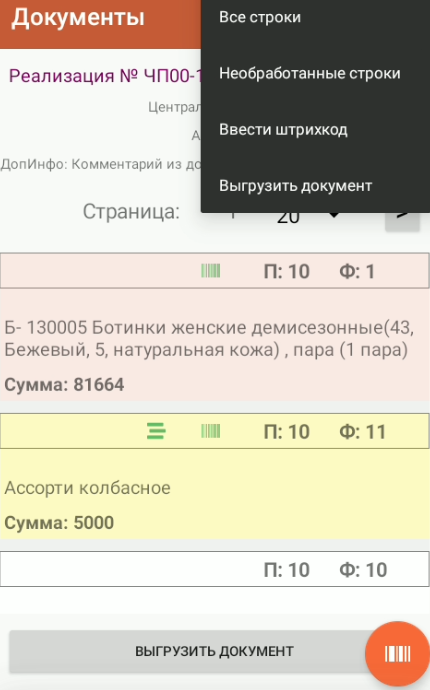 Документы
Все строки
Необработанные строки
Ввести штрихкод
Выгрузить документ
Реализация № ЧП00-1
Централ
А
ДопИнфо: Комментарий из до
Страница: 20 >
П: 10 Ф: 1
Б- 130005 Ботинки женские демисезонные(43,
Бежевый, 5, натуральная кожа) , пара (1 пара)
Сумма: 81664
П: 10 Ф: 11
Ассорти колбасное
Сумма: 5000
П: 10 Ф: 10
ВЫГРУЗИТЬ ДОКУМЕНТ